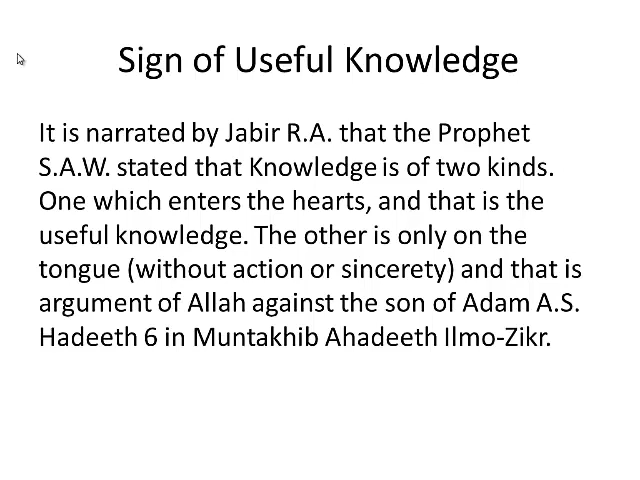 Sign of Useful Knowledge
It is narrated by Jabir R.A. that the Prophet
S.A.W. stated that Knowledge is of two kinds.
One which enters the hearts, and that is the
useful knowledge. The other is only on the
tongue (without action or sincerety) and that is
argument of Allah against the son of Adam A.S.
Hadeeth 6 in Muntakhib Ahadeeth Ilmo-Zikr.